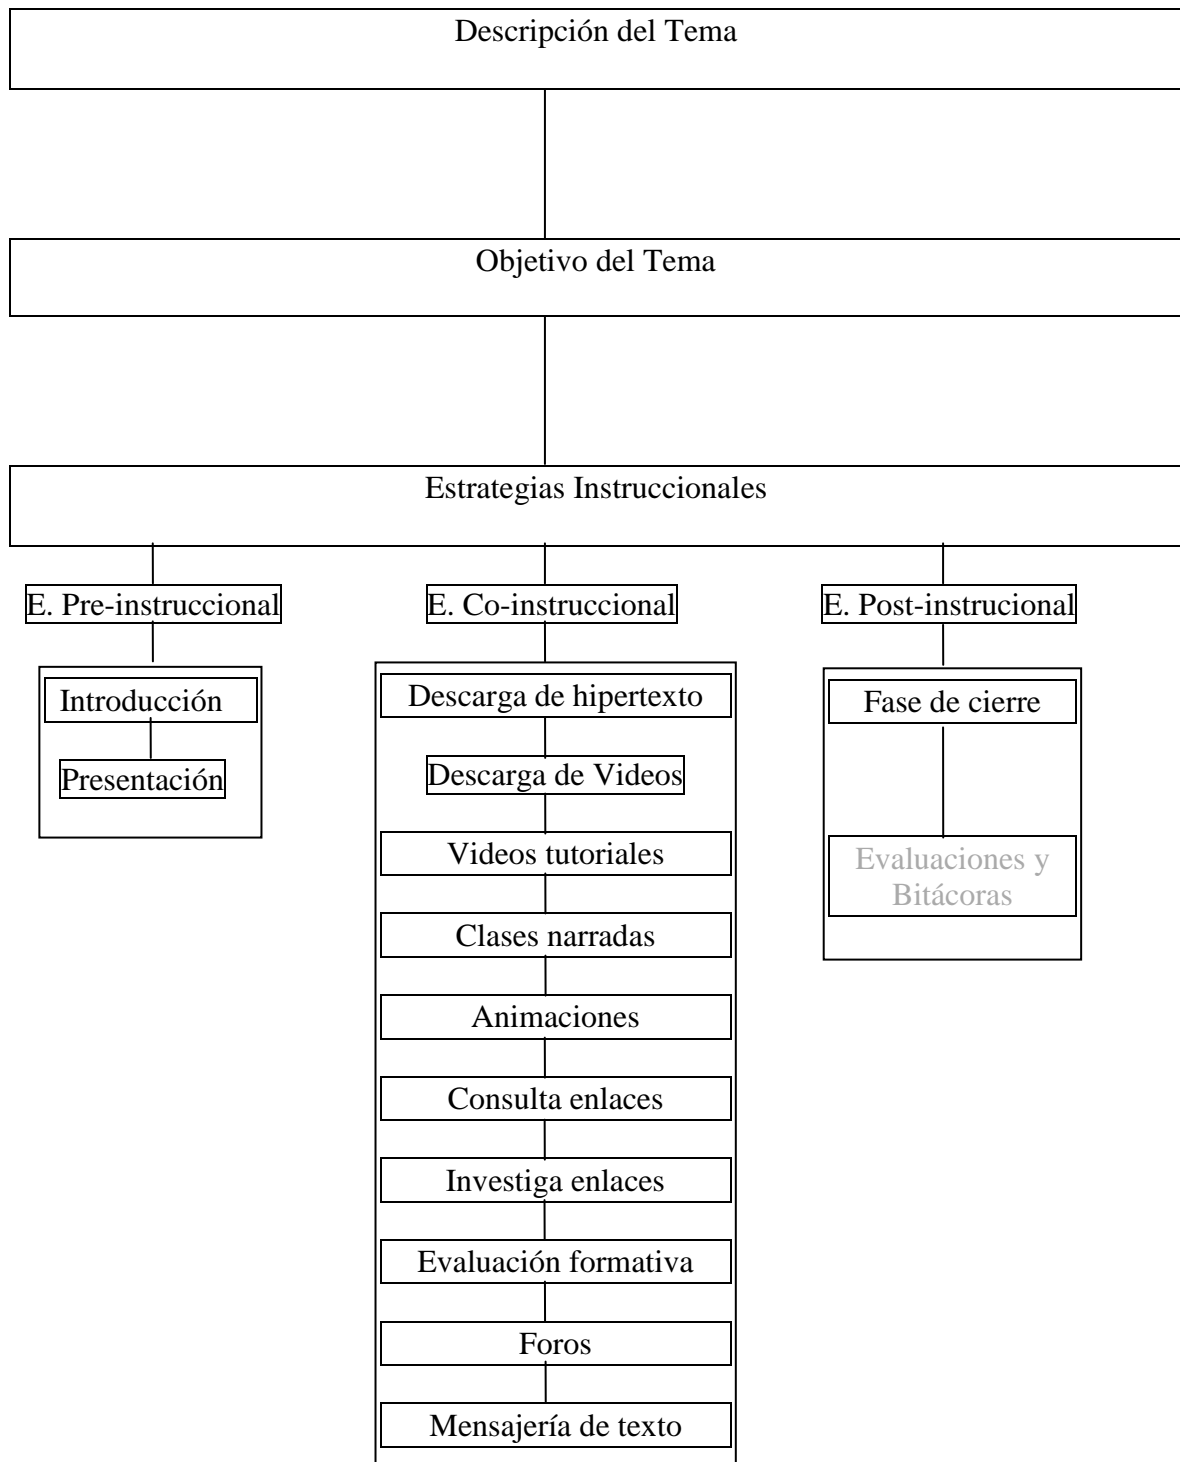 Descripción del Tema
Objetivo del Tema
Estrategias Instruccionales
E. Pre-instruccional
Introducción
Presentación
E. Co-instruccional
Descarga de hipertexto
Descarga de Videos
Videos tutoriales
Clases narradas
Animaciones
Consulta enlaces
Investiga enlaces
Evaluación formativa
Foros
Mensajería de texto
E. Post-instrucional
Fase de cierre
Evaluaciones y
Bitácoras